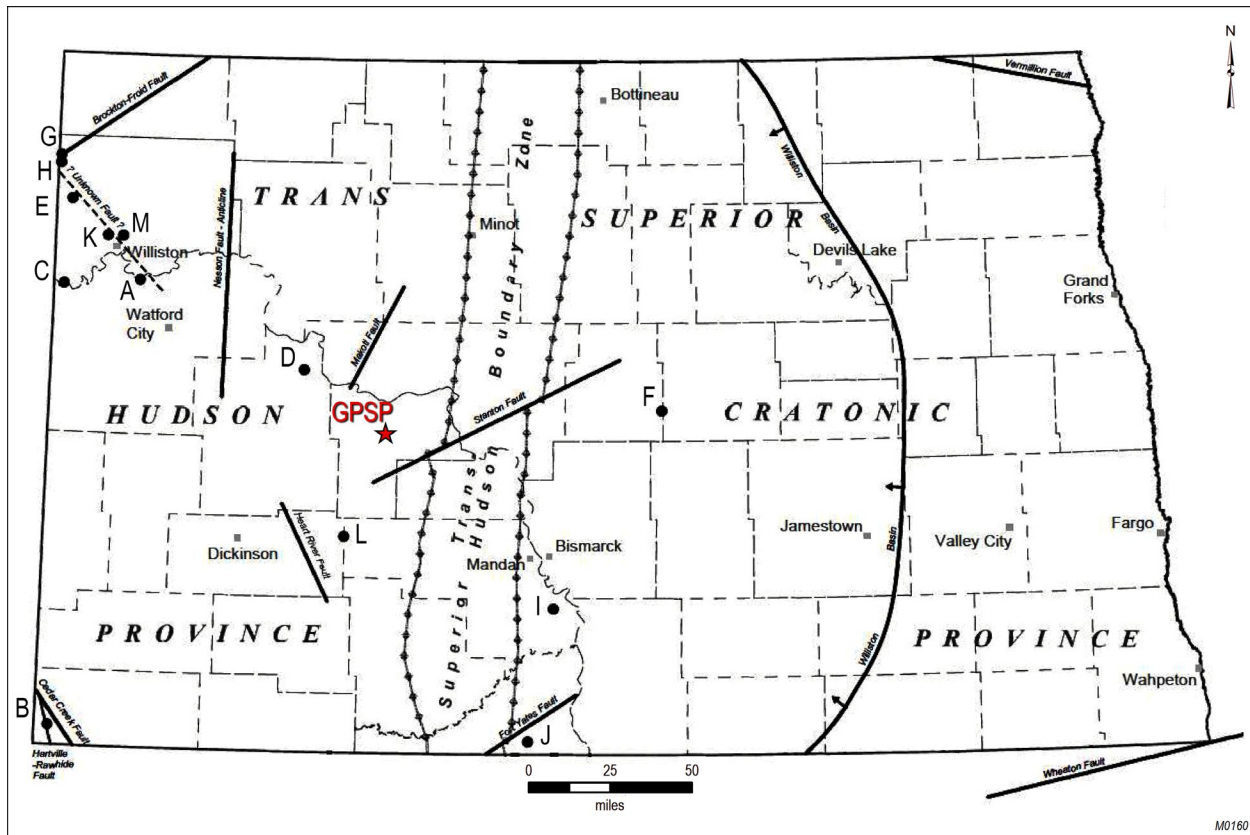 N
Brockton-Froid Fault
Vermillion Fault
Bottineau
G
H
? Unknown Fault ?
E
K
M
Williston
C
A
Watford
City
Nesson Fault - Anticline
TRANS
Minot
SUPERIOR
Williston
Basin
Devils Lake
Grand
Forks
Superior Trans Hudson Boundary Zone
D
Makoti Fault
HUDSON
GPSP
Stanton Fault
F
CRATONIC
Heart River Fault
L
Dickinson
Mandan
Bismarck
Jamestown
Basin
Valley City
Fargo
I
PROVINCE
Williston
PROVINCE
Wahpeton
B
Cedar Creek Fault
Hartville
-Rawhide
Fault
Fort Yates Fault
J
Wheaton Fault
0 25 50
miles
M0160